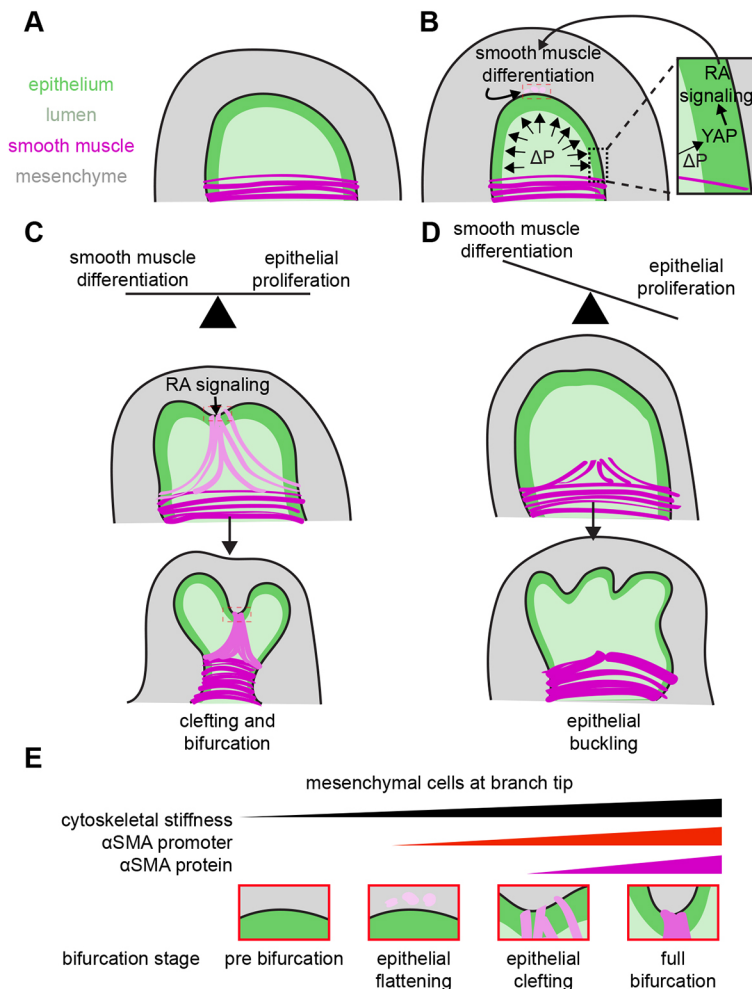 A
epithelium
lumen
smooth muscle
mesenchyme
B
smooth muscle
differentiation
ΔP
RA
signaling
YAP
ΔP
C
smooth muscle
differentiation
epithelial
proliferation
RA signaling
clefting and
bifurcation
D
smooth muscle
differentiation
epithelial
proliferation
epithelial
buckling
E
mesenchymal cells at branch tip
cytoskeletal stiffness
αSMA promoter
αSMA protein
bifurcation stage
pre bifurcation
epithelial
flattening
epithelial
clefting
full
bifurcation